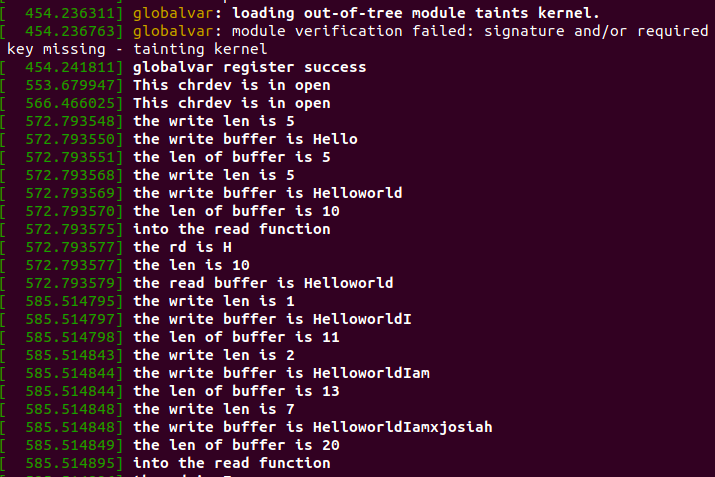 [  454.236311] globalvar: loading out-of-tree module taints kernel.
[  454.236763] globalvar: module verification failed: signature and/or required
key missing - tainting kernel
[  454.241811] globalvar register success
[  553.679947] This chrdev is in open
[  566.466025] This chrdev is in open
[  572.793548] the write len is 5
[  572.793550] the write buffer is Hello
[  572.793551] the len of buffer is 5
[  572.793568] the write len is 5
[  572.793569] the write buffer is Helloworld
[  572.793570] the len of buffer is 10
[  572.793575] into the read function
[  572.793577] the rd is H
[  572.793577] the len is 10
[  572.793579] the read buffer is Helloworld
[  585.514795] the write len is 1
[  585.514797] the write buffer is HelloworldI
[  585.514798] the len of buffer is 11
[  585.514843] the write len is 2
[  585.514844] the write buffer is HelloworldIam
[  585.514844] the len of buffer is 13
[  585.514848] the write len is 7
[  585.514848] the write buffer is HelloworldIamxjosiah
[  585.514849] the len of buffer is 20
[  585.514895] into the read function